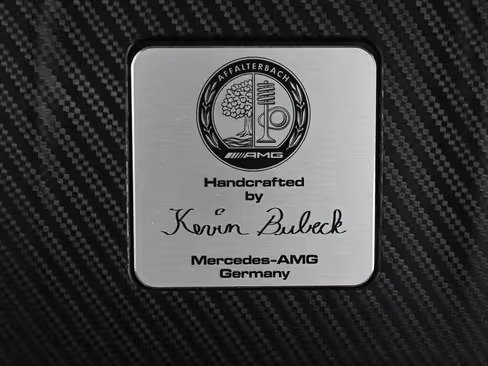 AFFALTERBACH
AMG
Handcrafted
by
Kevin Bubeck
Mercedes-AMG
Germany